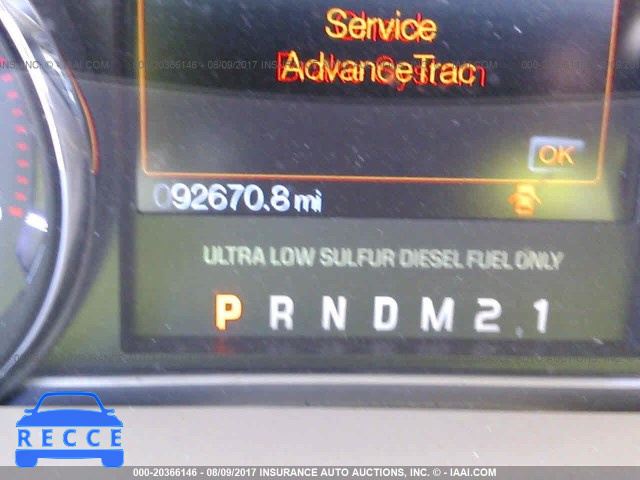 Service
AdvanceTrac
OK
092670.8 mi
ULTRA LOW SULFUR DIESEL FUEL ONLY
P R N D M 2 1
RECCE
000-20366146 - 08/09/2017 INSURANCE AUTO AUCTIONS, INC. - © IAAI.COM